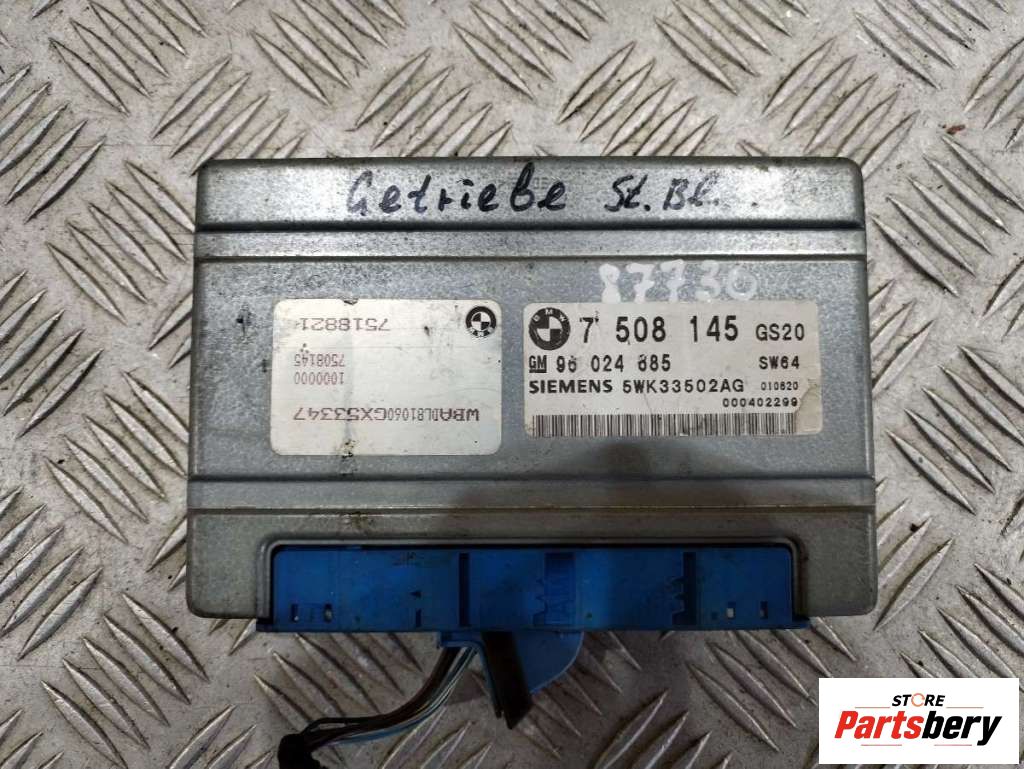 Getriebe St. Bl.
87730
7518821
7508145
1000000
WBADL81060GX53347
BMW
7 508 145 GS20
GM 96 024 685 SW64
SIEMENS 5WK33502AG 010620
000402299
STORE
Partsbery